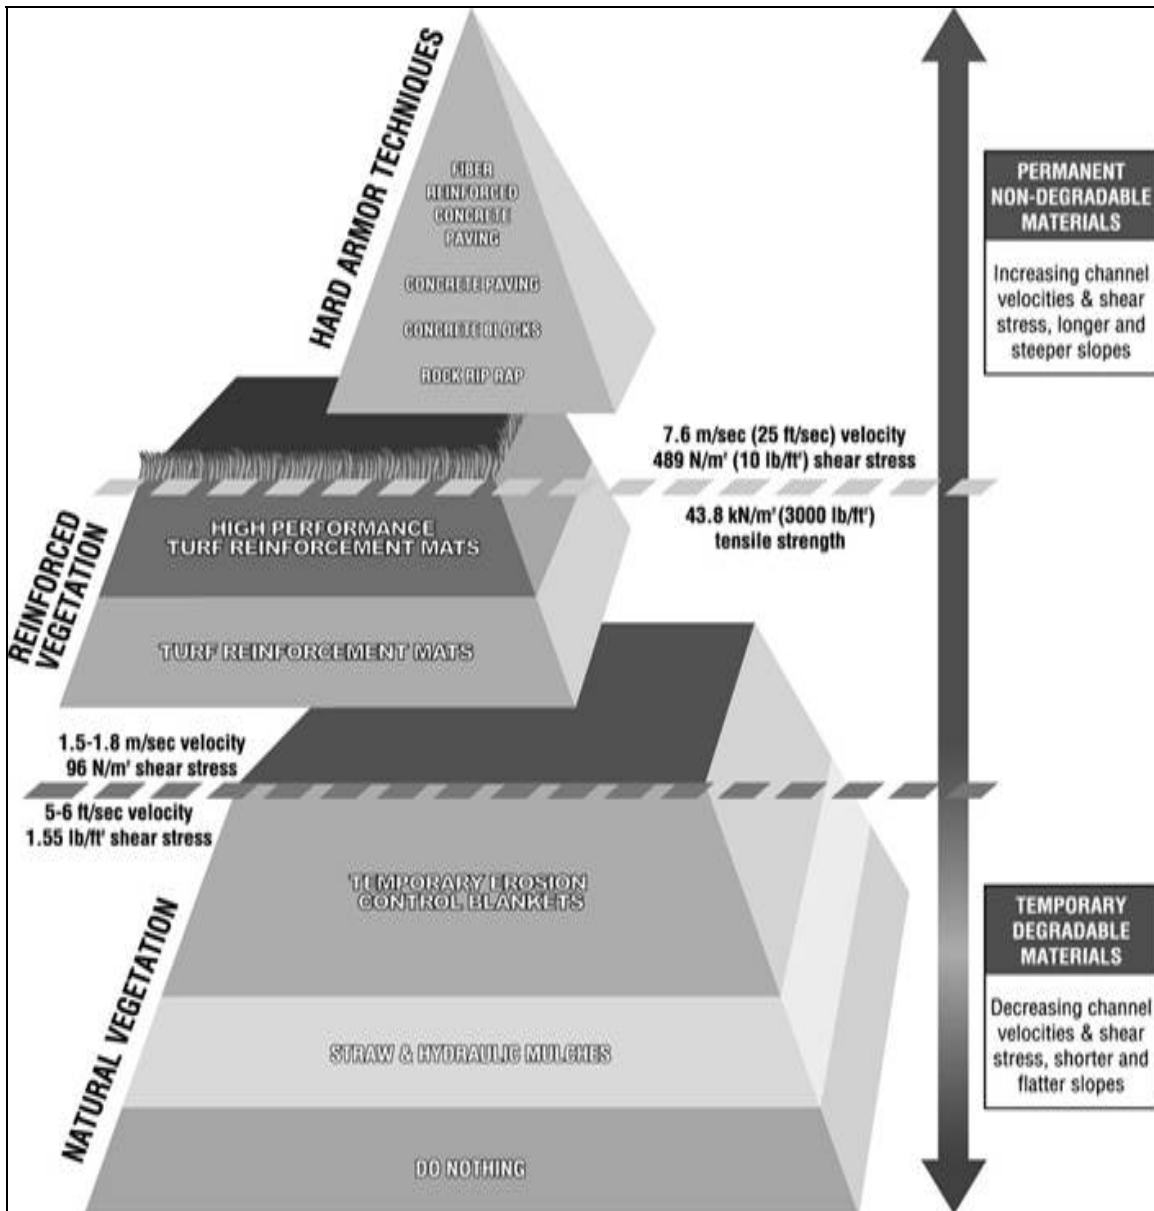 HARD ARMOR TECHNIQUES
FIBER
REINFORCED
CONCRETE
PAVING
CONCRETE PAVING
CONCRETE BLOCKS
ROCK RIP RAP
PERMANENT
NON-DEGRADABLE
MATERIALS
Increasing channel
velocities & shear
stress, longer and
steeper slopes
7.6 m/sec (25 ft/sec) velocity
489 N/m² (10 lb/ft²) shear stress
43.8 kN/m² (3000 lb/ft²)
tensile strength
REINFORCED
VEGETATION
HIGH PERFORMANCE
TURF REINFORCEMENT MATS
TURF REINFORCEMENT MATS
1.5-1.8 m/sec velocity
96 N/m² shear stress
5-6 ft/sec velocity
1.55 lb/ft² shear stress
NATURAL VEGETATION
TEMPORARY EROSION
CONTROL BLANKETS
STRAW & HYDRAULIC MULCHES
DO NOTHING
TEMPORARY
DEGRADABLE
MATERIALS
Decreasing channel
velocities & shear
stress, shorter and
flatter slopes